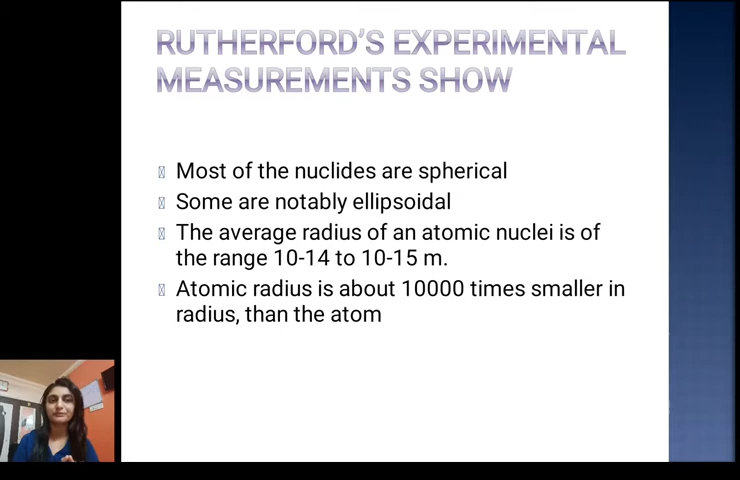 RUTHERFORD'S EXPERIMENTAL
MEASUREMENTS SHOW
Most of the nuclides are spherical
Some are notably ellipsoidal
The average radius of an atomic nuclei is of
the range 10-14 to 10-15 m.
Atomic radius is about 10000 times smaller in
radius, than the atom